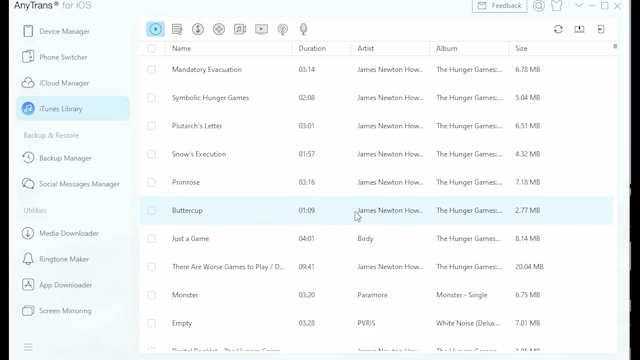 AnyTrans® for iOS
Feedback
Device Manager
Phone Switcher
iCloud Manager
iTunes Library
Backup & Restore
Backup Manager
Social Messages Manager
Utilities
Media Downloader
Ringtone Maker
App Downloader
Screen Mirroring
Name Duration Artist Album Size
Mandatory Evacuation 03:14 James Newton How... The Hunger Games:... 6.78 MB
Symbolic Hunger Games 02:08 James Newton How... The Hunger Games:... 5.04 MB
Plutarch's Letter 03:01 James Newton How... The Hunger Games:... 6.51 MB
Snow's Execution 01:57 James Newton How... The Hunger Games:... 4.32 MB
Primrose 03:16 James Newton How... The Hunger Games:... 7.18 MB
Buttercup 01:09 James Newton How... The Hunger Games:... 2.77 MB
Just a Game 04:01 Birdy The Hunger Games:... 8.14 MB
There Are Worse Games to Play / D... 09:41 James Newton How... The Hunger Games:... 20.04 MB
Monster 03:20 Paramore Monster - Single 6.75 MB
Empty 03:28 PVRIS White Noise (Delux... 7.01 MB